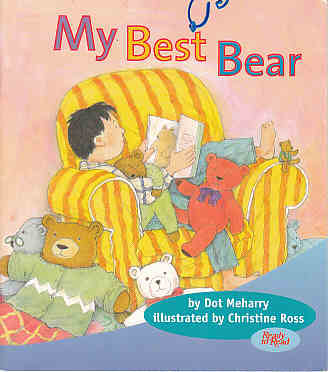 My Best Bear
by Dot Meharry
illustrated by Christine Ross
Ready
to Read